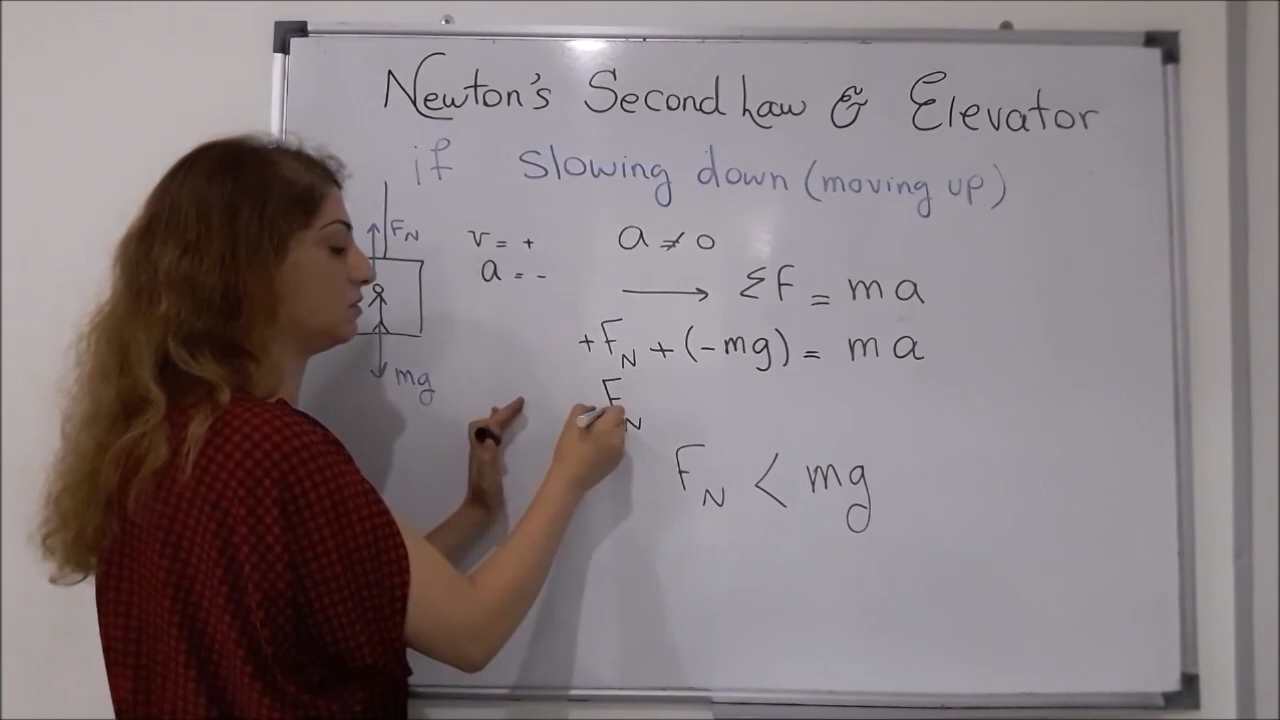 Newton's Second Law & Elevator
if slowing down (moving up)
FN
v = +
a = -
a ≠ 0
→ ΣF = ma
+FN + (-mg) = ma
mg
FN
FN < mg